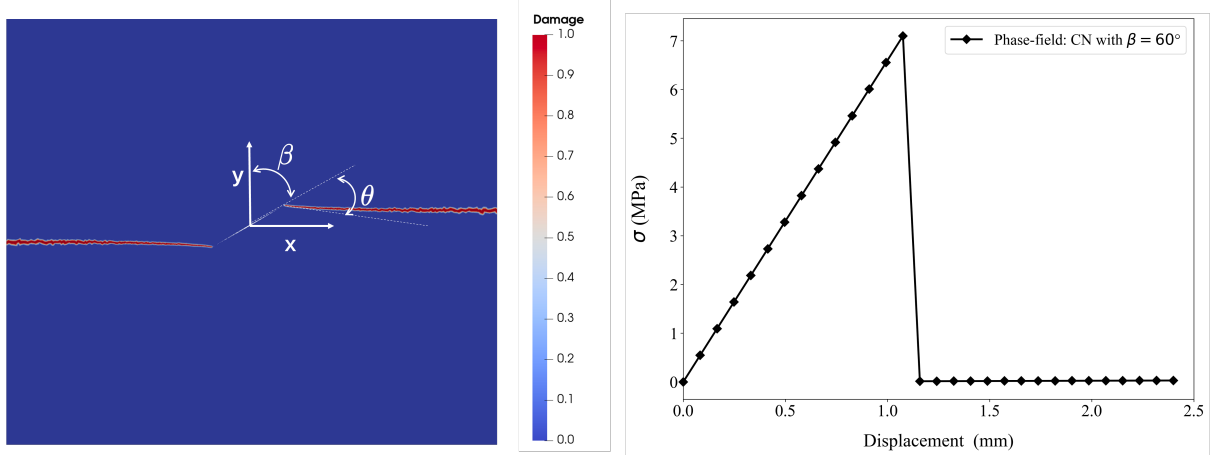 y
β
θ
x
Damage
1.0
0.9
0.8
0.7
0.6
0.5
0.4
0.3
0.2
0.1
0.0
Phase-field: CN with β = 60°
σ (MPa)
7
6
5
4
3
2
1
0
0.0 0.5 1.0 1.5 2.0 2.5
Displacement (mm)